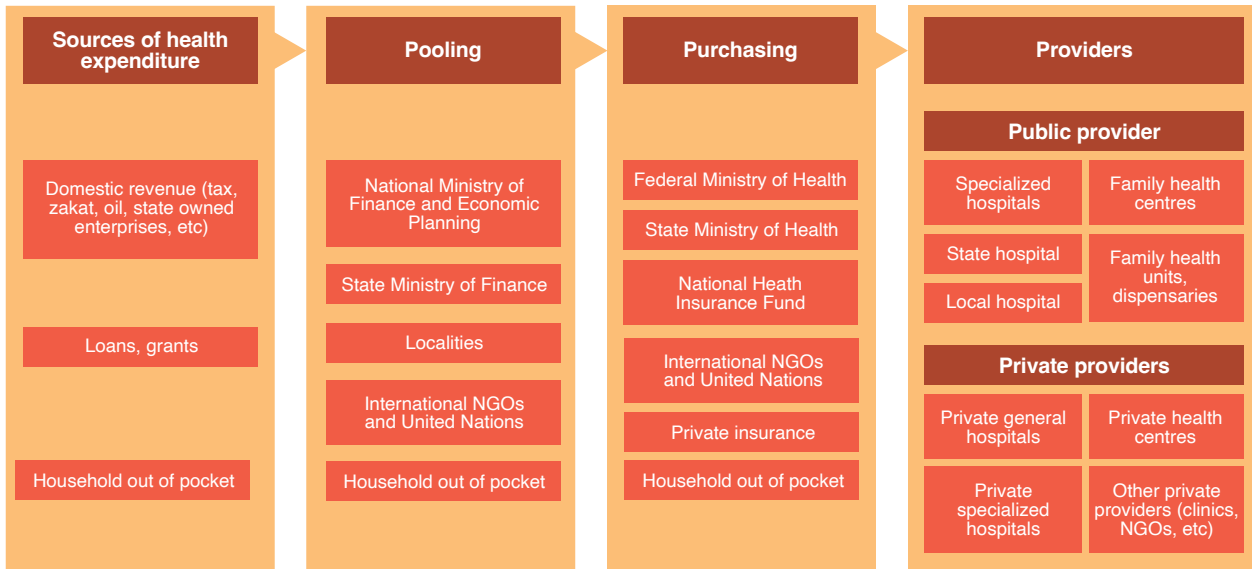 Sources of health
expenditure
Domestic revenue (tax,
zakat, oil, state owned
enterprises, etc)
Loans, grants
Household out of pocket
Pooling
National Ministry of
Finance and Economic
Planning
State Ministry of Finance
Localities
International NGOs
and United Nations
Household out of pocket
Purchasing
Federal Ministry of Health
State Ministry of Health
National Heath
Insurance Fund
International NGOs
and United Nations
Private insurance
Household out of pocket
Providers
Public provider
Specialized
hospitals
Family health
centres
State hospital
Local hospital
Family health
units,
dispensaries
Private providers
Private general
hospitals
Private health
centres
Private
specialized
hospitals
Other private
providers (clinics,
NGOs, etc)